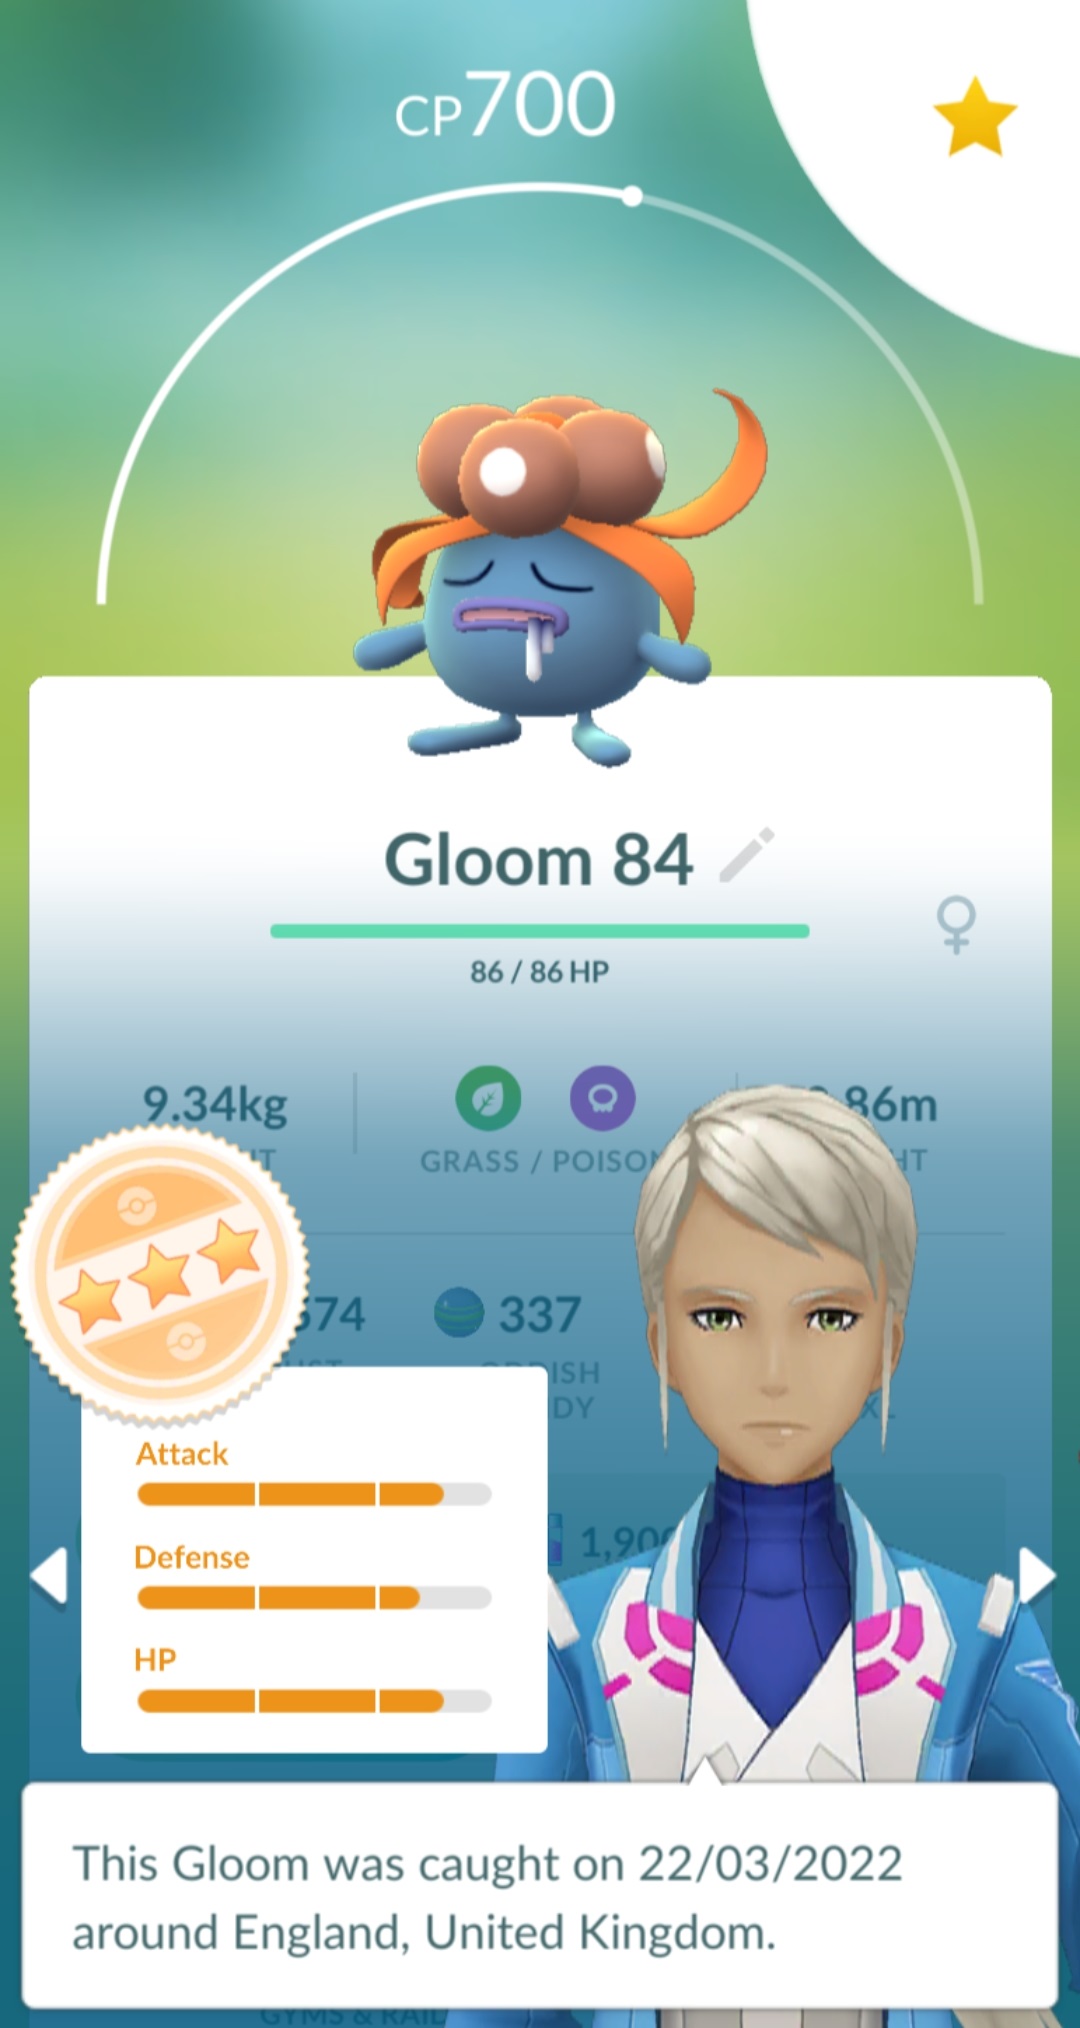 CP700
Gloom 84
86 / 86 HP
9.34kg
86m
GRASS / POISON
337
Attack
Defense
HP
This Gloom was caught on 22/03/2022
around England, United Kingdom.